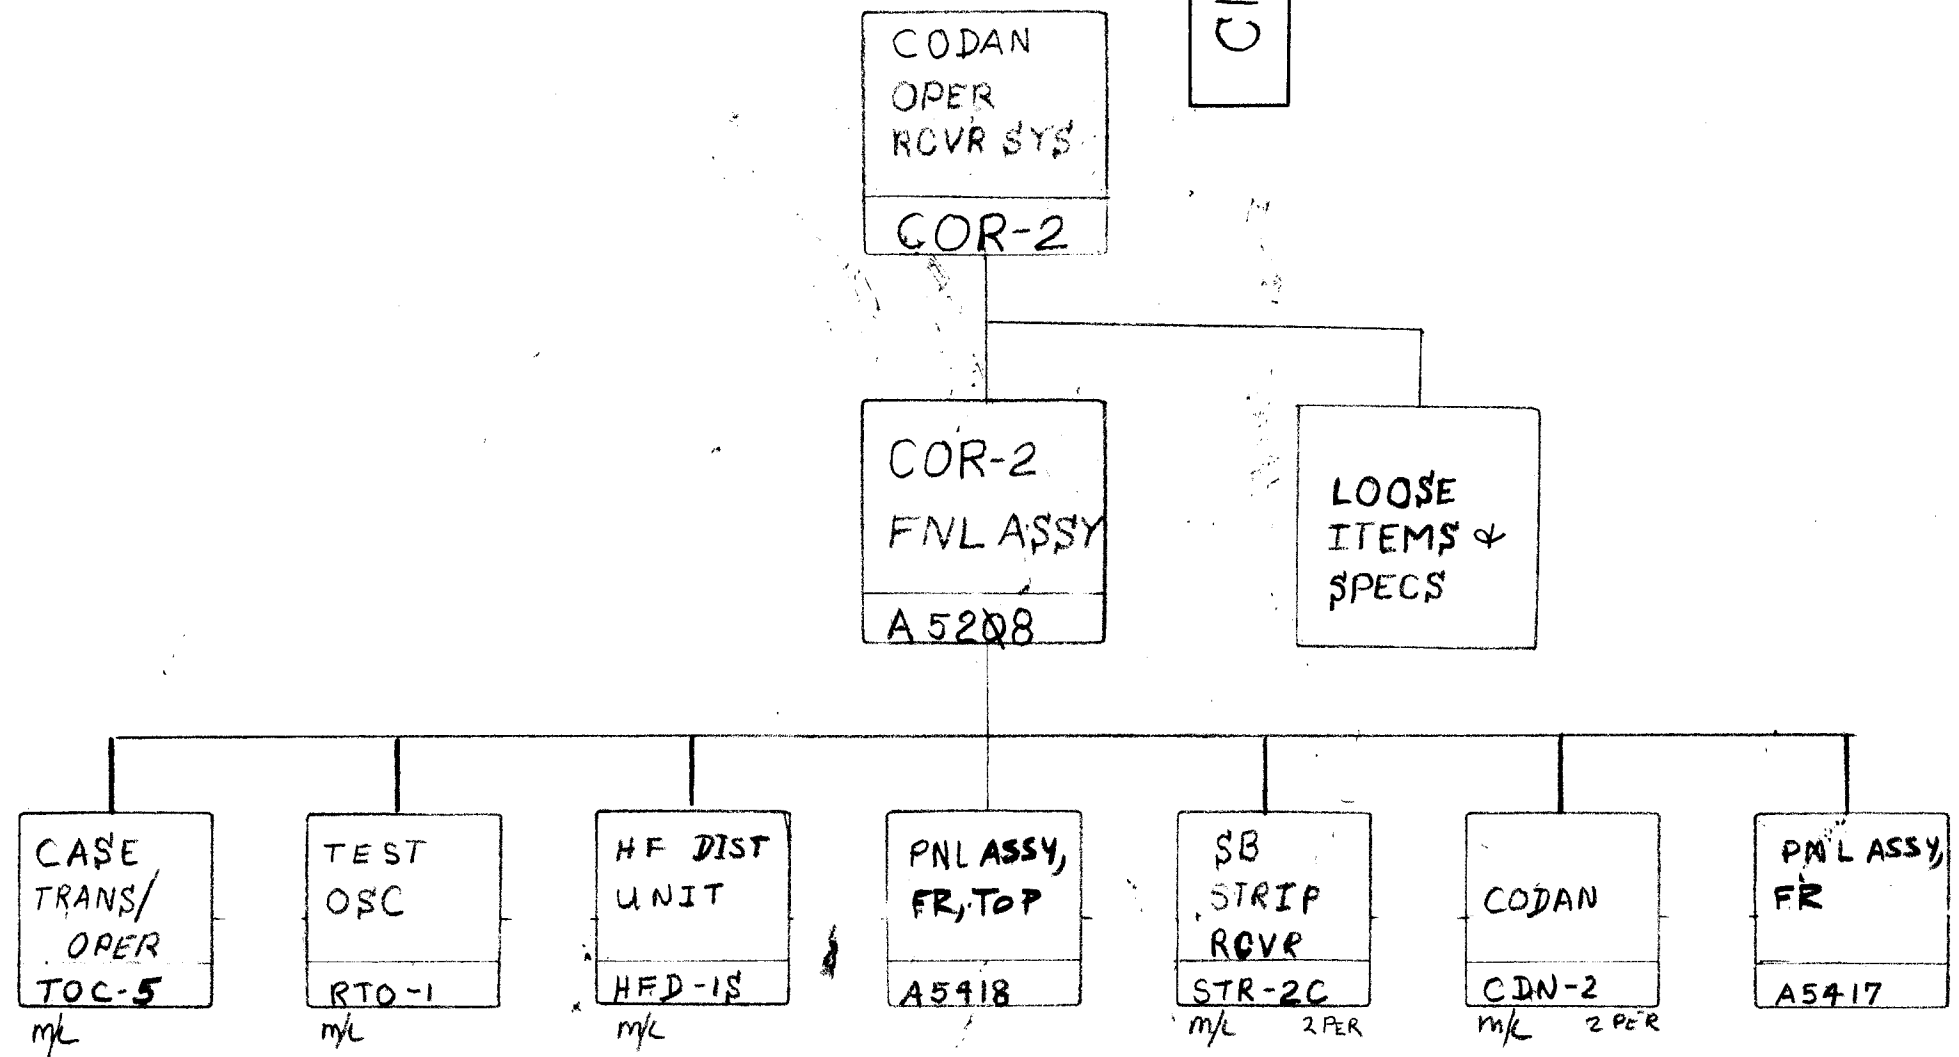 CODAN
OPER
RCVR SYS
COR-2
COR-2
FNL ASSY
A5208
LOOSE
ITEMS &
SPECS
CASE
TRANS/
OPER
TOC-5
M/L
TEST
OSC
RTO-1
M/L
HF DIST
UNIT
HFD-1S
M/L
PNL ASSY,
FR, TOP
A5418
SB
STRIP
RCVR
STR-2C
M/L 2 PER
CODAN
CDN-2
M/L 2 PER
PNL ASSY,
FR
A5417